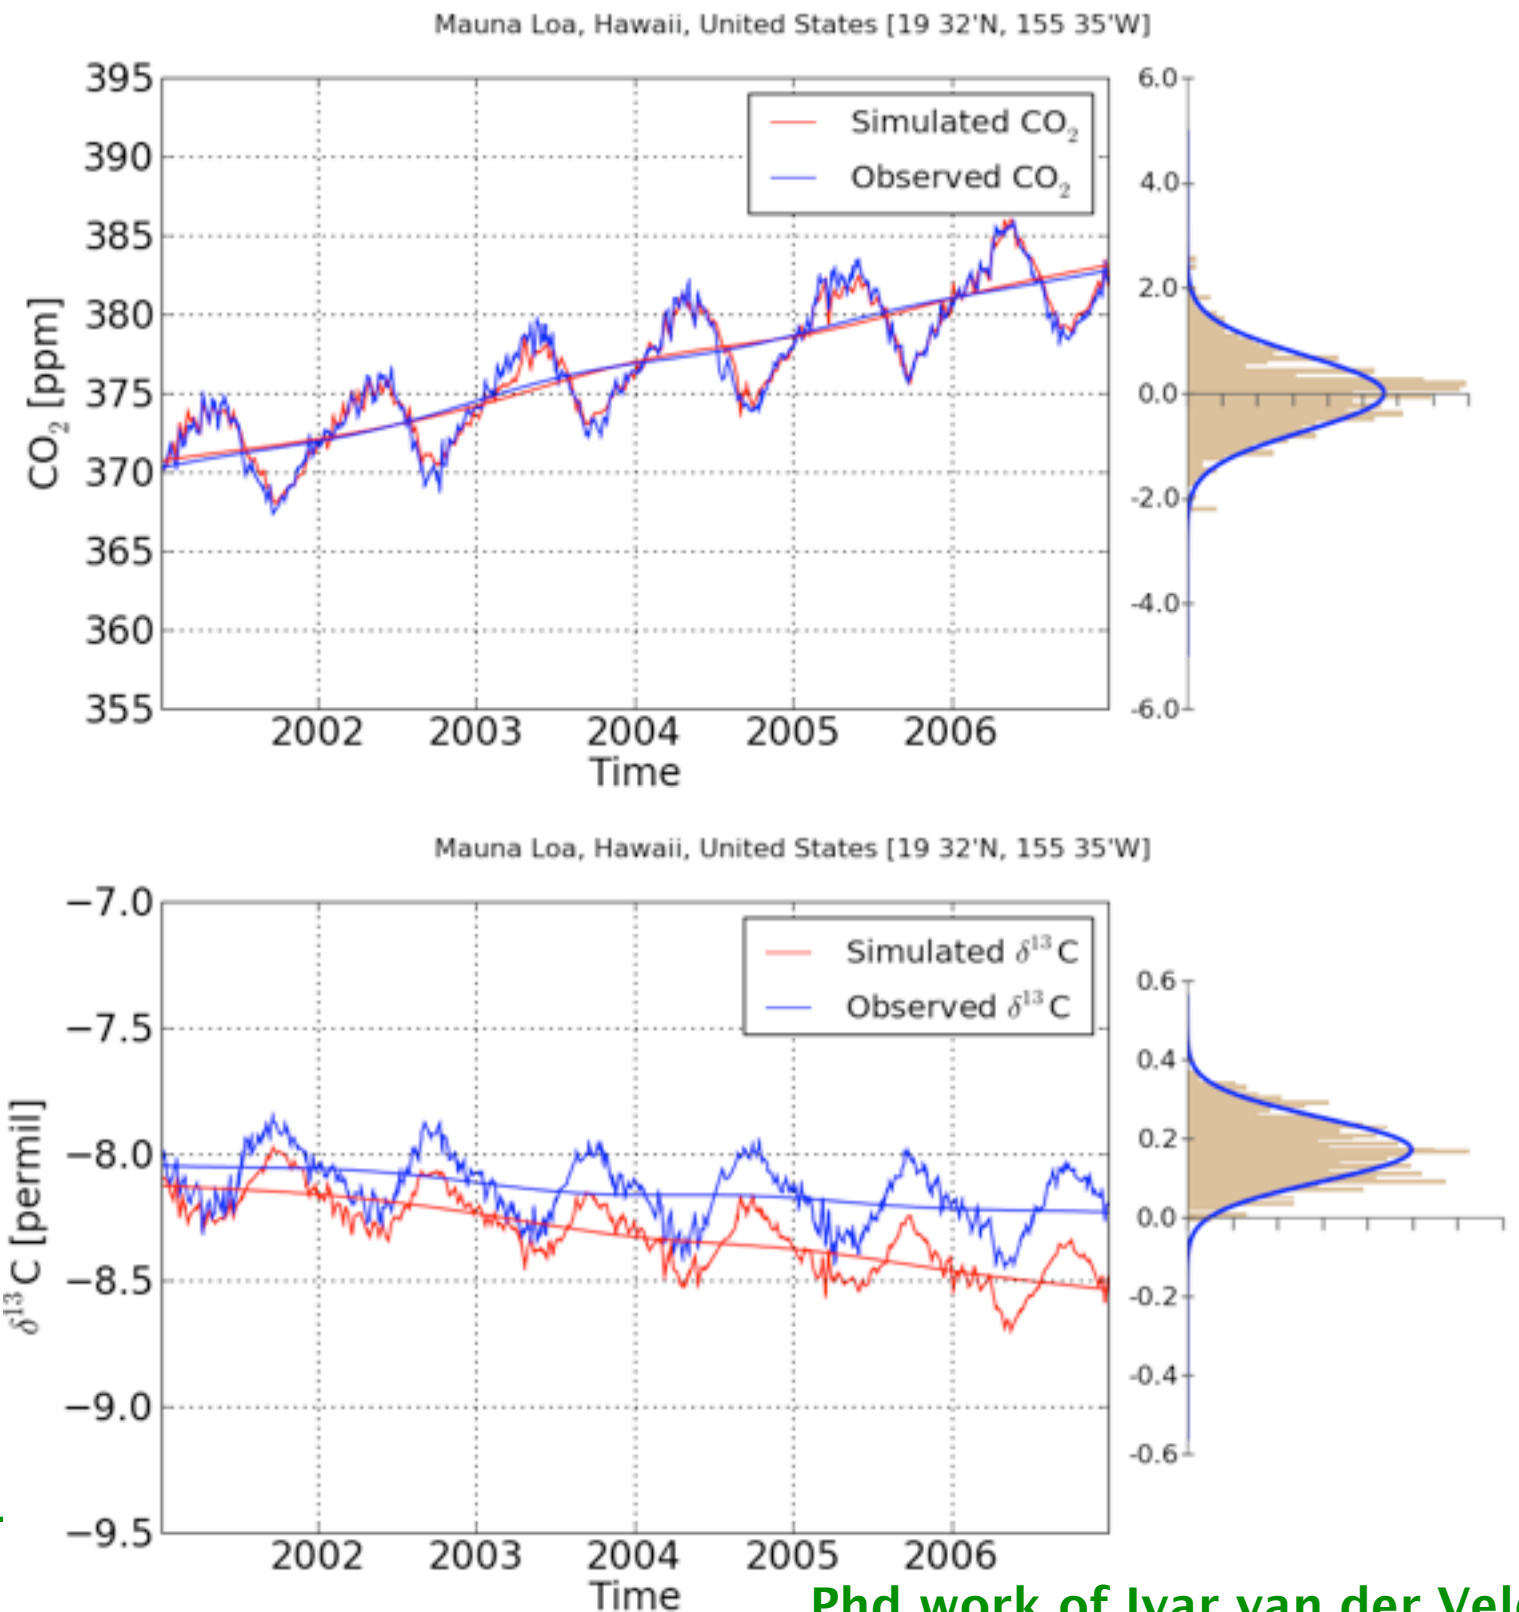 Mauna Loa, Hawaii, United States [19 32'N, 155 35'W]
395
390
385
380
375
370
365
360
355
CO₂ [ppm]
Simulated CO₂
Observed CO₂
2002 2003 2004 2005 2006
Time
6.0
4.0
2.0
0.0
-2.0
-4.0
-6.0
Mauna Loa, Hawaii, United States [19 32'N, 155 35'W]
−7.0
−7.5
−8.0
−8.5
−9.0
−9.5
δ¹³C [permil]
Simulated δ¹³C
Observed δ¹³C
2002 2003 2004 2005 2006
Time
0.6
0.4
0.2
0.0
-0.2
-0.4
-0.6
Phd work of Ivar van der